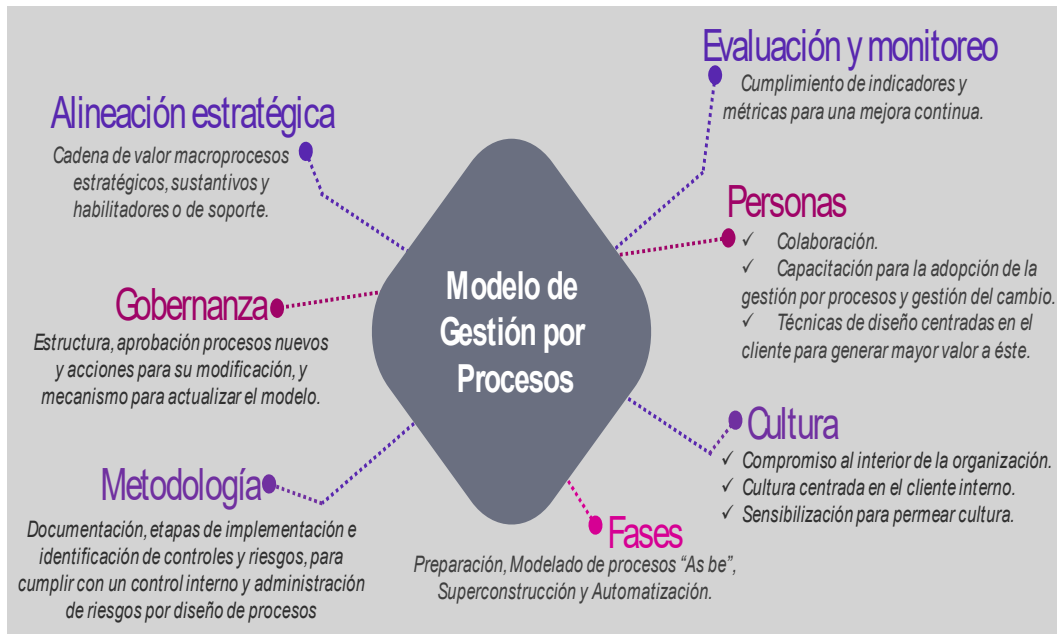 Evaluación y monitoreo
Cumplimiento de indicadores y
métricas para una mejora continua.
Alineación estratégica
Cadena de valor macroprocesos
estratégicos, sustantivos y
habilitadores o de soporte.
Personas
✓ Colaboración.
✓ Capacitación para la adopción de la
gestión por procesos y gestión del cambio.
✓ Técnicas de diseño centradas en el
cliente para generar mayor valor a éste.
Modelo de
Gestión por
Procesos
Gobernanza
Estructura, aprobación procesos nuevos
y acciones para su modificación, y
mecanismo para actualizar el modelo.
Cultura
✓ Compromiso al interior de la organización.
✓ Cultura centrada en el cliente interno.
✓ Sensibilización para permear cultura.
Metodología
Documentación, etapas de implementación e
identificación de controles y riesgos, para
cumplir con un control interno y administración
de riesgos por diseño de procesos
Fases
Preparación, Modelado de procesos “As be”,
Superconstrucción y Automatización.